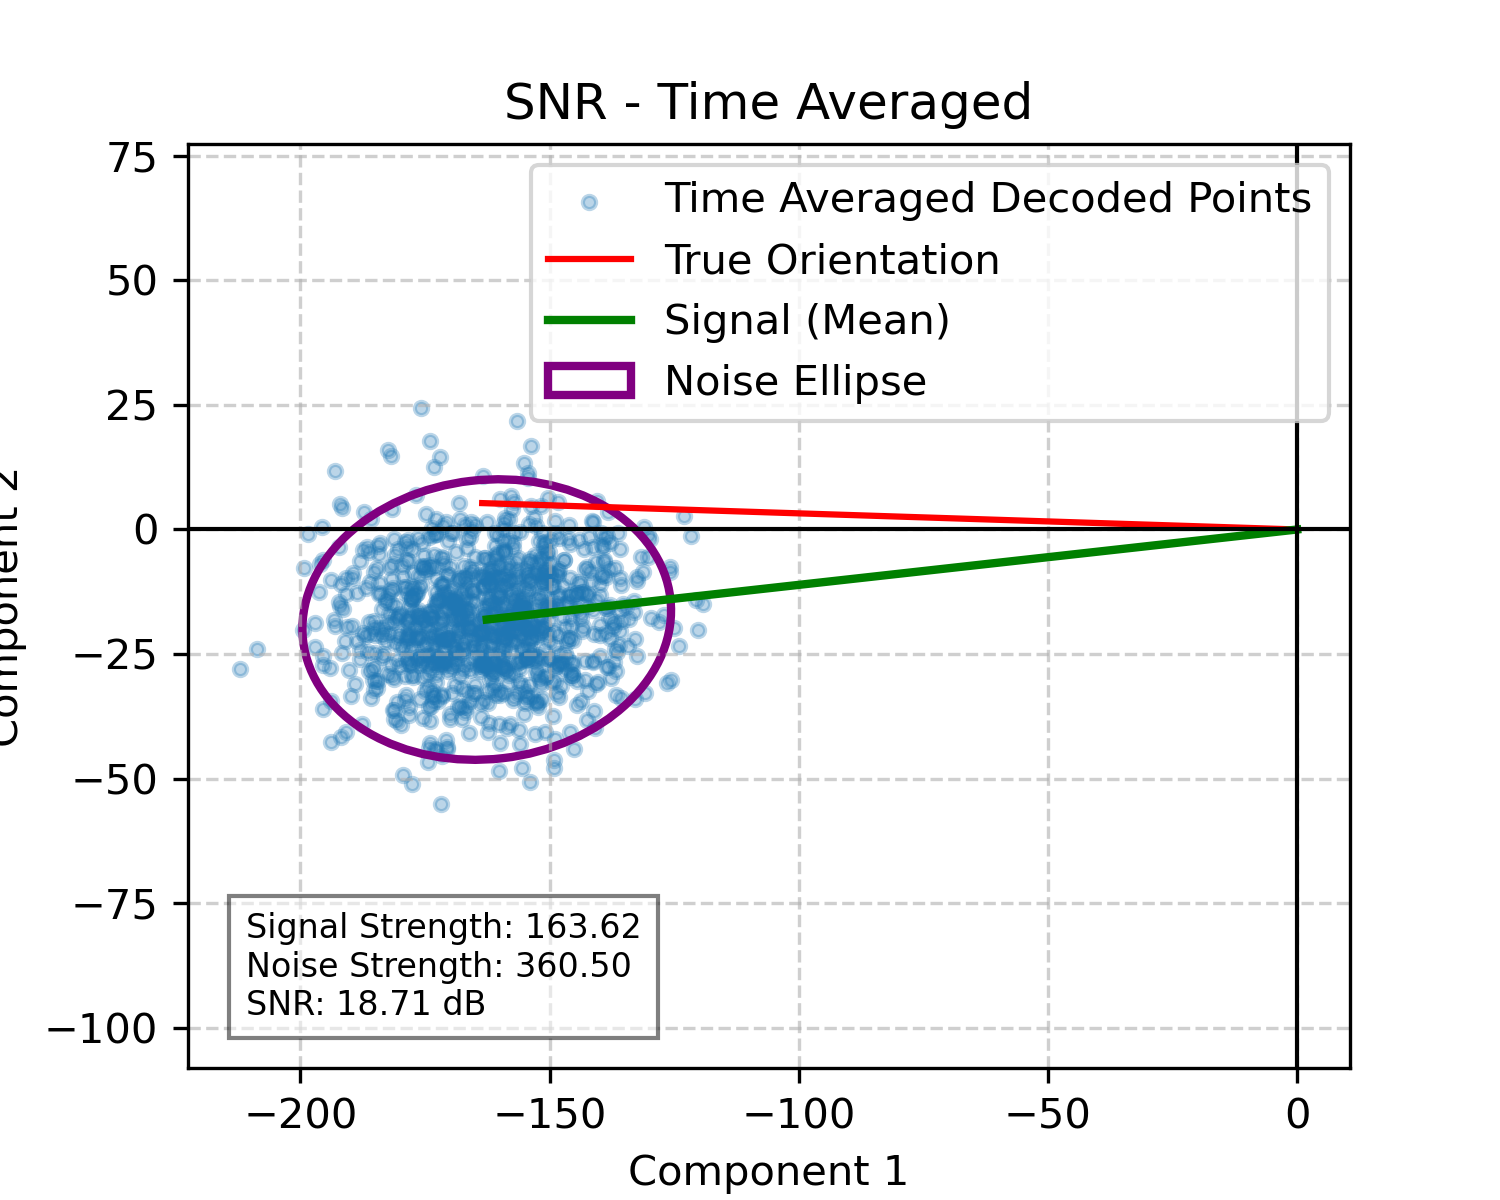 SNR - Time Averaged
Time Averaged Decoded Points
True Orientation
Signal (Mean)
Noise Ellipse
75
50
25
0
−25
−50
−75
−100
Component 2
Signal Strength: 163.62
Noise Strength: 360.50
SNR: 18.71 dB
−200
−150
−100
−50
0
Component 1